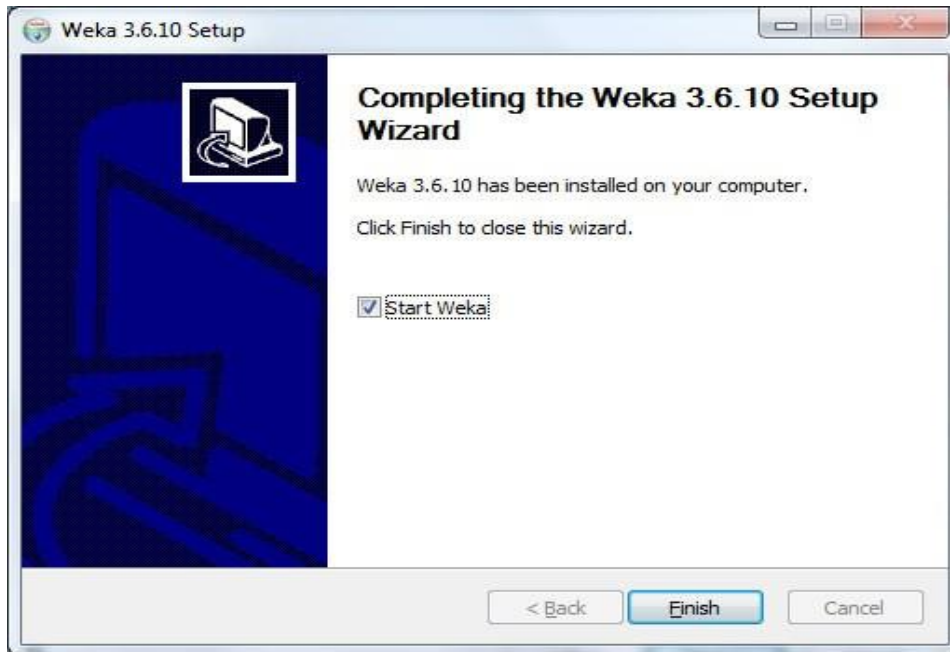 Weka 3.6.10 Setup
Completing the Weka 3.6.10 Setup
Wizard
Weka 3.6.10 has been installed on your computer.
Click Finish to close this wizard.
Start Weka
< Back
Finish
Cancel